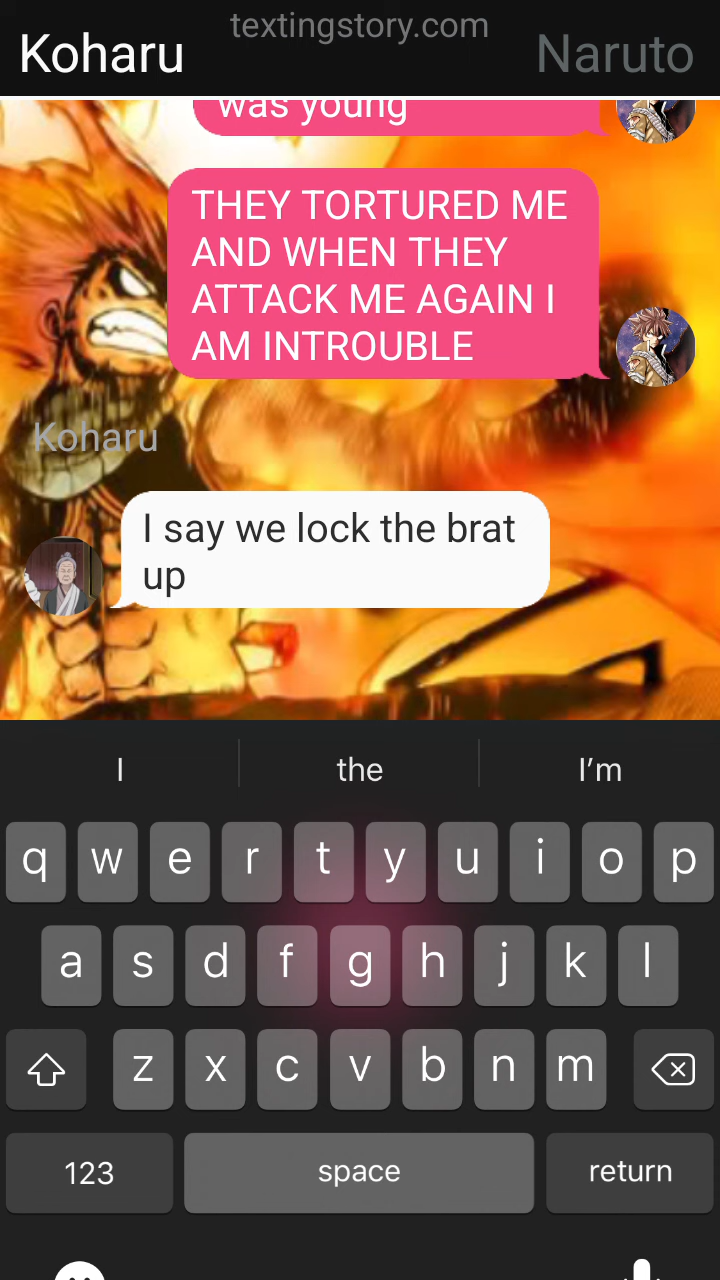 textingstory.com
Koharu
Naruto
was young
THEY TORTURED ME
AND WHEN THEY
ATTACK ME AGAIN I
AM INTROUBLE
Koharu
I say we lock the brat
up
I the I'm
q w e r t y u i o p
a s d f g h j k l
z x c v b n m
123 space return